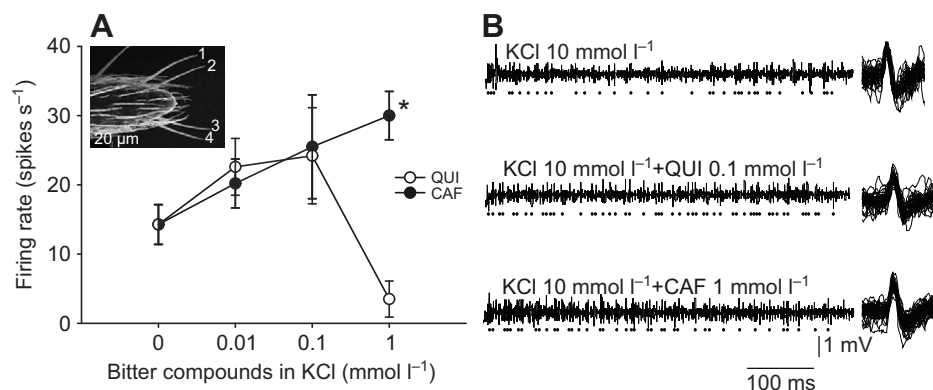 A
40
30
20
10
0
Firing rate (spikes s⁻¹)
1
2
3
4
20 µm
*
QUI
CAF
0
0.01
0.1
1
Bitter compounds in KCl (mmol l⁻¹)
B
KCl 10 mmol l⁻¹
KCl 10 mmol l⁻¹+QUI 0.1 mmol l⁻¹
KCl 10 mmol l⁻¹+CAF 1 mmol l⁻¹
1 mV
100 ms